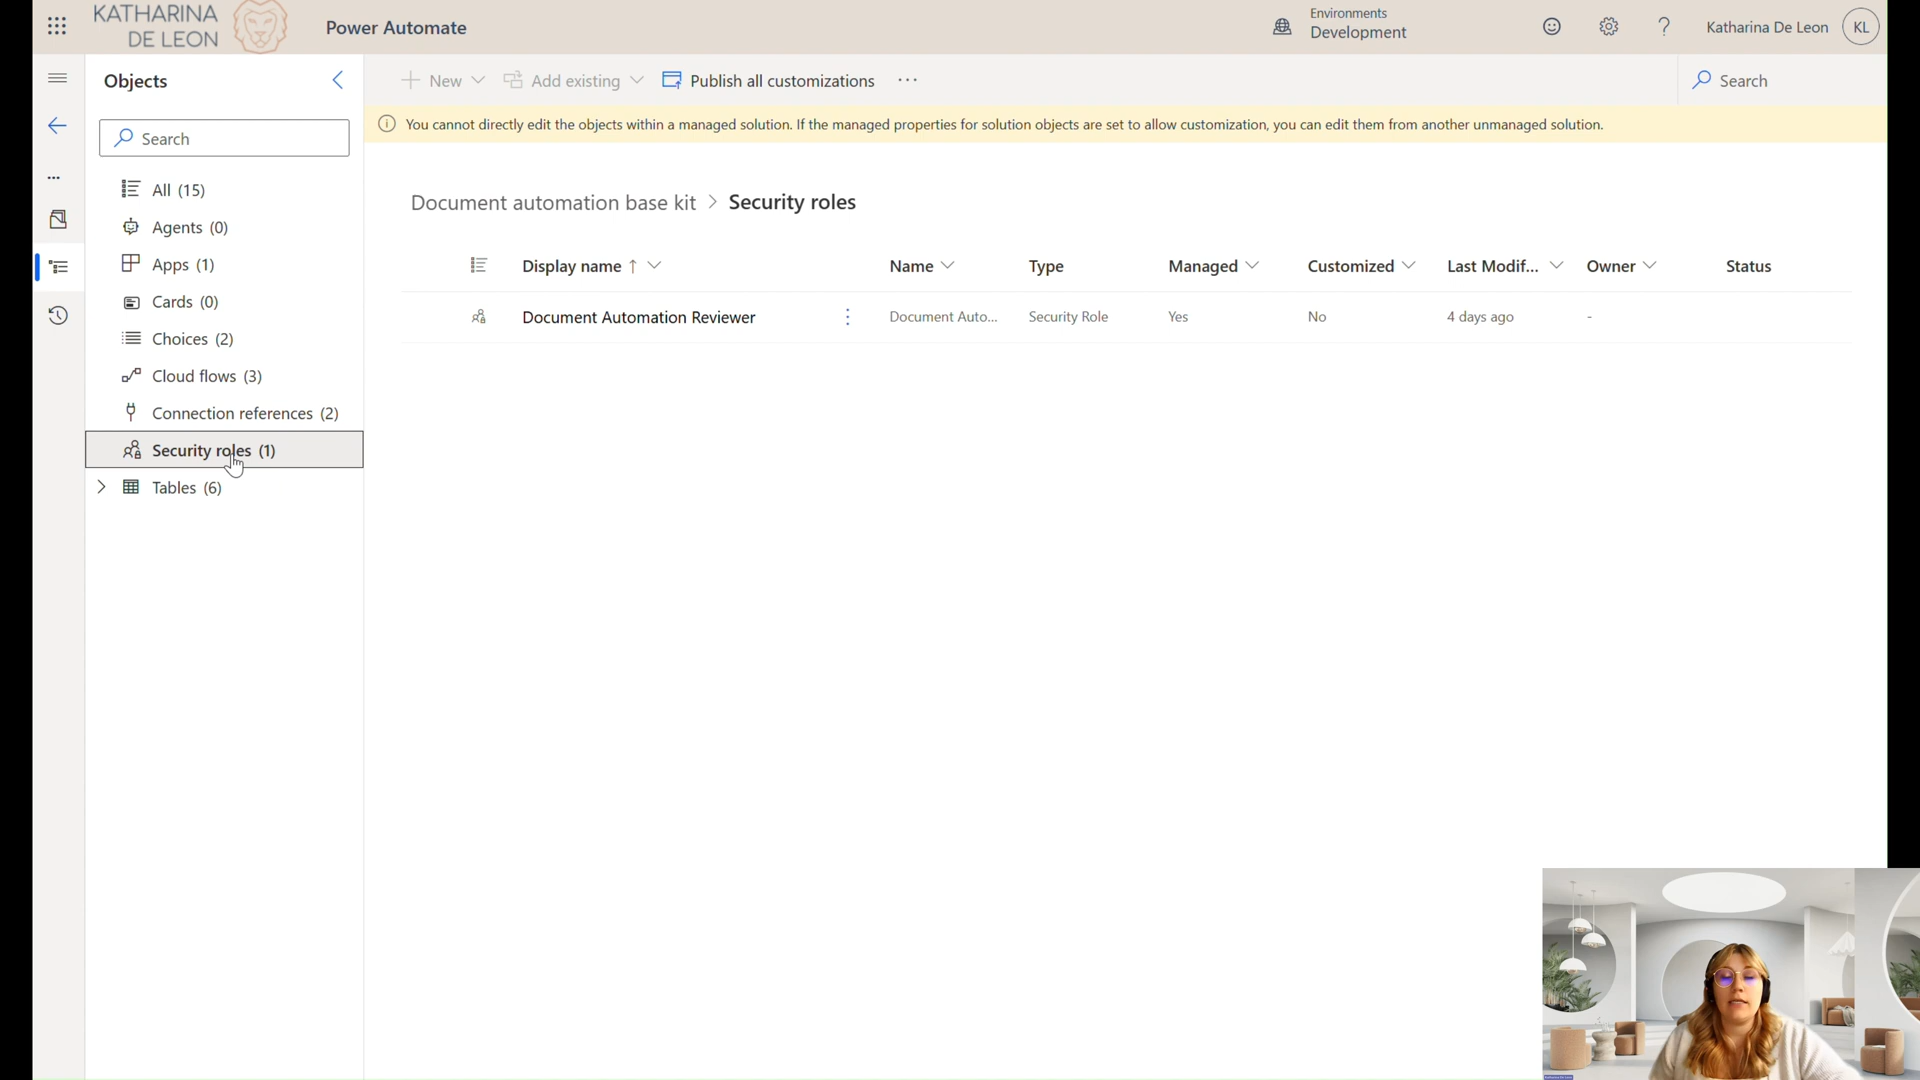 KATHARINA
DE LEON
Power Automate
Environments
Development
Katharina De Leon
KL
Objects
New
Add existing
Publish all customizations
Search
Search
You cannot directly edit the objects within a managed solution. If the managed properties for solution objects are set to allow customization, you can edit them from another unmanaged solution.
All (15)
Agents (0)
Apps (1)
Cards (0)
Choices (2)
Cloud flows (3)
Connection references (2)
Security roles (1)
Tables (6)
Document automation base kit > Security roles
Display name ↑ Name Type Managed Customized Last Modif... Owner Status
Document Automation Reviewer Document Auto... Security Role Yes No 4 days ago -